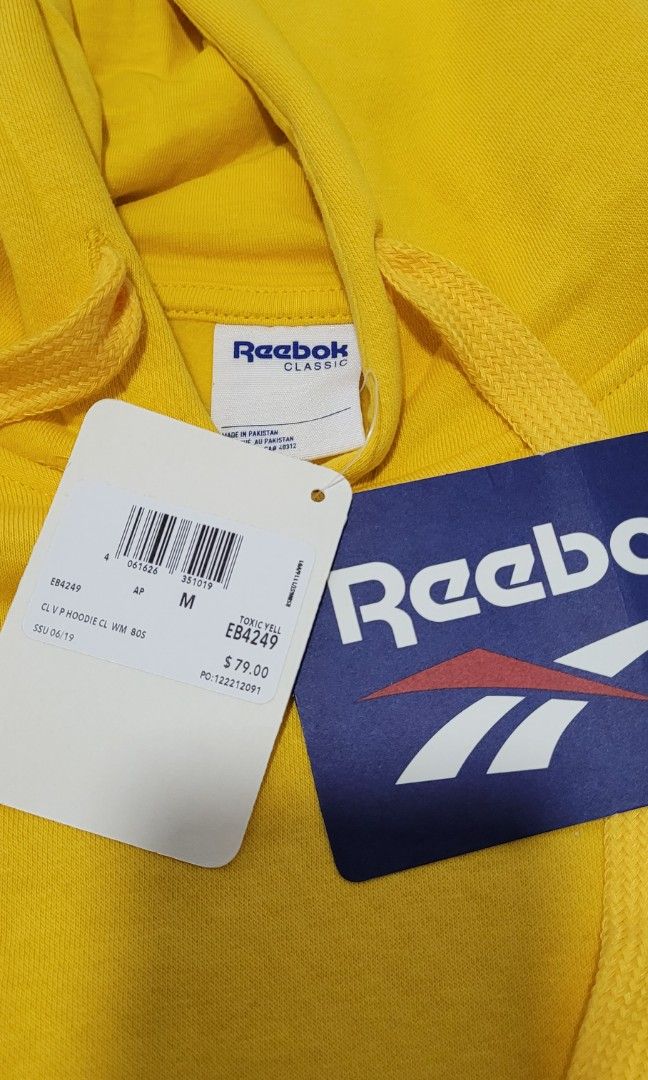 Reebok
CLASSIC
MADE IN PAKISTAN
AU PAKISTAN
40312
4 061626 351019
EB4249
AP
M
TOXIC YELL
CL V P HOODIE CL WM 80S
EB4249
SSU 06/19
$ 79.00
PO:122212091
Reebo